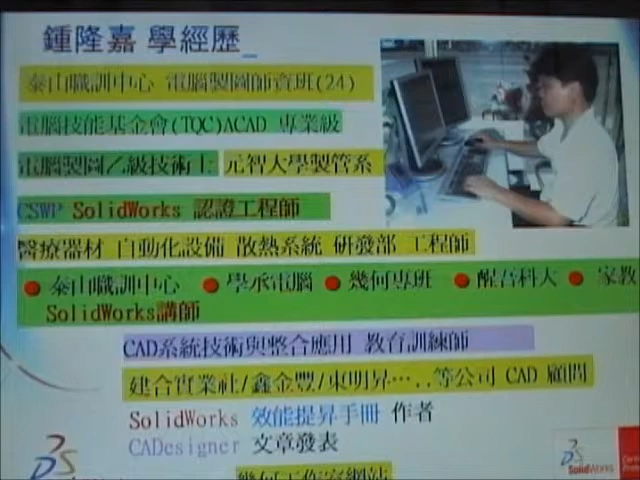 鍾隆嘉 學經歷_
泰山職訓中心 電腦製圖師資班(24)
電腦技能基金會(TQC)ACAD 專業級
電腦製圖乙級技術士 元智大學製管系
CSWP SolidWorks 認證工程師
醫療器材 自動化設備 散熱系統 研發部 工程師
泰山職訓中心 ● 學承電腦 ● 幾何專班 ● 醒吾科大 ● 家教
SolidWorks講師
CAD系統技術與整合應用 教育訓練師
建合實業社/鑫金豐/東明昇…..等公司 CAD 顧問
SolidWorks 效能提昇手冊 作者
CADesigner 文章發表
幾何工作室網站
SolidWorks